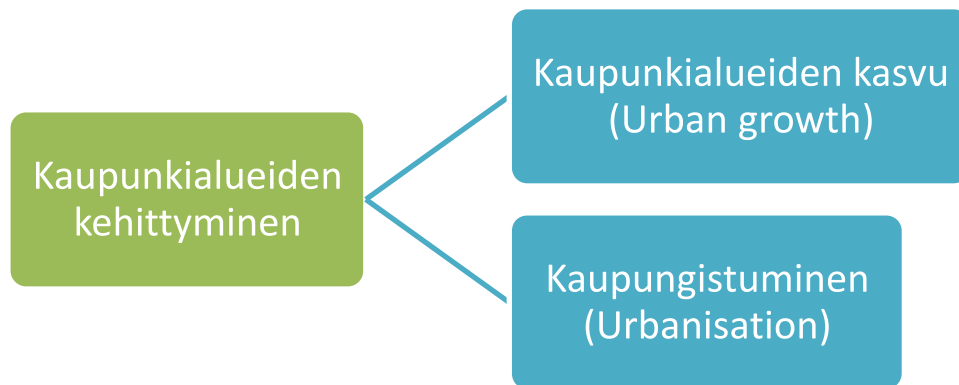 Kaupunkialueiden
kehittyminen
Kaupunkialueiden kasvu
(Urban growth)
Kaupungistuminen
(Urbanisation)